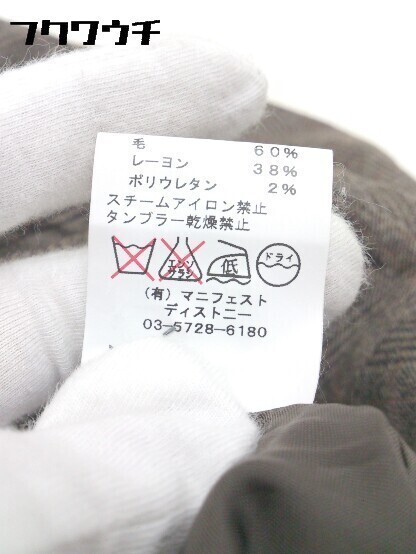 フクワウチ
毛 60%
レーヨン 38%
ポリウレタン 2%
スチームアイロン禁止
タンブラー乾燥禁止
エンソ サラシ 低 ドライ
(有)マニフェスト
ディストニー
03-5728-6180